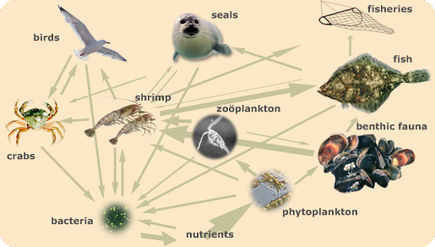 seals
fisheries
birds
fish
shrimp
zoöplankton
benthic fauna
crabs
phytoplankton
bacteria
nutrients